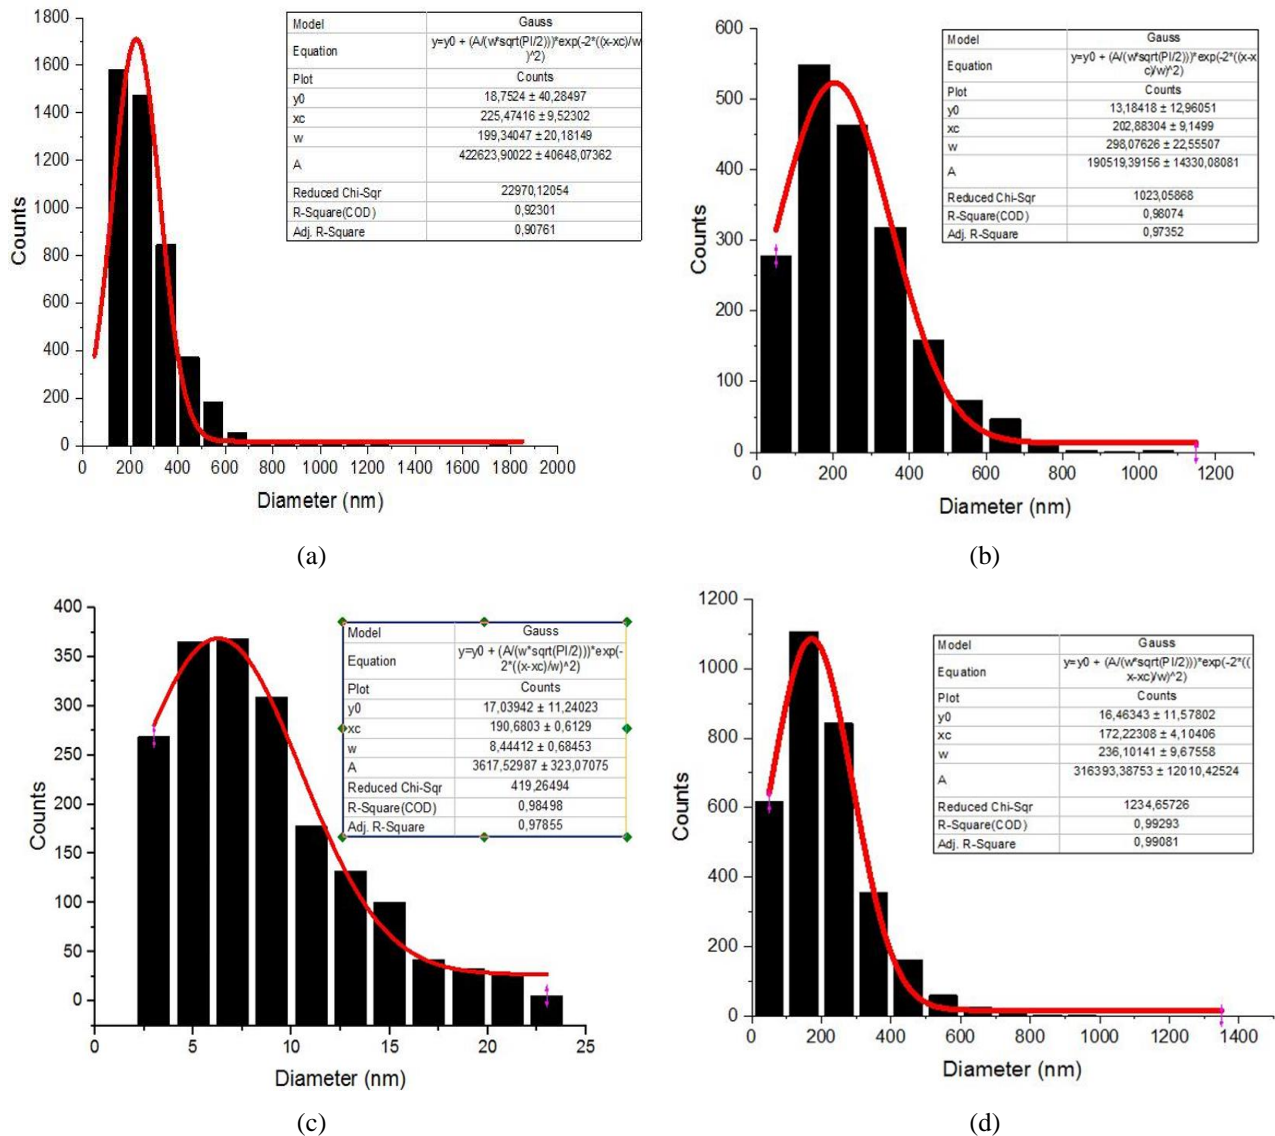 1800
1600
1400
1200
1000
800
600
400
200
0
Counts
0 200 400 600 800 1000 1200 1400 1600 1800 2000
Diameter (nm)
Model Gauss
Equation y=y0 + (A/(w*sqrt(PI/2)))*exp(-2*((x-xc)/w
)^2)
Plot Counts
y0 18,7524 ± 40,28497
xc 225,47416 ± 9,52302
w 199,34047 ± 20,18149
A 422623,90022 ± 40648,07362
Reduced Chi-Sqr 22970,12054
R-Square(COD) 0,92301
Adj. R-Square 0,90761
(a)
600
500
400
300
200
100
0
Counts
0 200 400 600 800 1000 1200
Diameter (nm)
Model Gauss
Equation y=y0 + (A/(w*sqrt(PI/2)))*exp(-2*((x-x
c)/w)^2)
Plot Counts
y0 13,18418 ± 12,96051
xc 202,88304 ± 9,1499
w 298,07626 ± 22,55507
A 190519,39156 ± 14330,08081
Reduced Chi-Sqr 1023,05868
R-Square(COD) 0,98074
Adj. R-Square 0,97352
(b)
400
350
300
250
200
150
100
50
0
Counts
0 5 10 15 20 25
Diameter (nm)
Model Gauss
Equation y=y0 + (A/(w*sqrt(PI/2)))*exp(-
2*((x-xc)/w)^2)
Plot Counts
y0 17,03942 ± 11,24023
xc 190,6803 ± 0,6129
w 8,44412 ± 0,68453
A 3617,52987 ± 323,07075
Reduced Chi-Sqr 419,26494
R-Square(COD) 0,98498
Adj. R-Square 0,97855
(c)
1200
1000
800
600
400
200
0
Counts
0 200 400 600 800 1000 1200 1400
Diameter (nm)
Model Gauss
Equation y=y0 + (A/(w*sqrt(PI/2)))*exp(-2*((
x-xc)/w)^2)
Plot Counts
y0 16,46343 ± 11,57802
xc 172,22308 ± 4,10406
w 236,10141 ± 9,67558
A 316393,38753 ± 12010,42524
Reduced Chi-Sqr 1234,65726
R-Square(COD) 0,99293
Adj. R-Square 0,99081
(d)